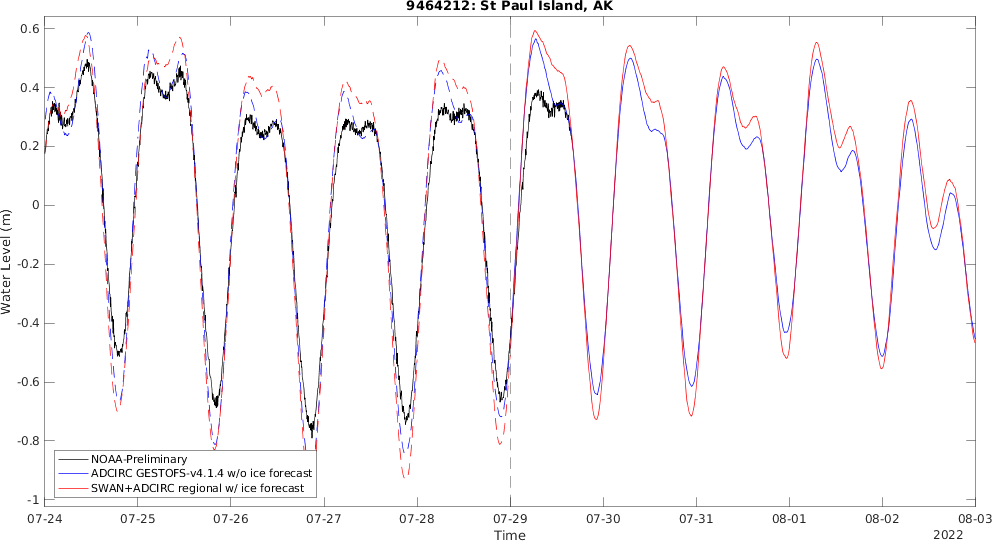 9464212: St Paul Island, AK
Water Level (m)
0.6
0.4
0.2
0
-0.2
-0.4
-0.6
-0.8
-1
NOAA-Preliminary
ADCIRC GESTOFS-v4.1.4 w/o ice forecast
SWAN+ADCIRC regional w/ ice forecast
07-24 07-25 07-26 07-27 07-28 07-29 07-30 07-31 08-01 08-02 08-03
Time
2022